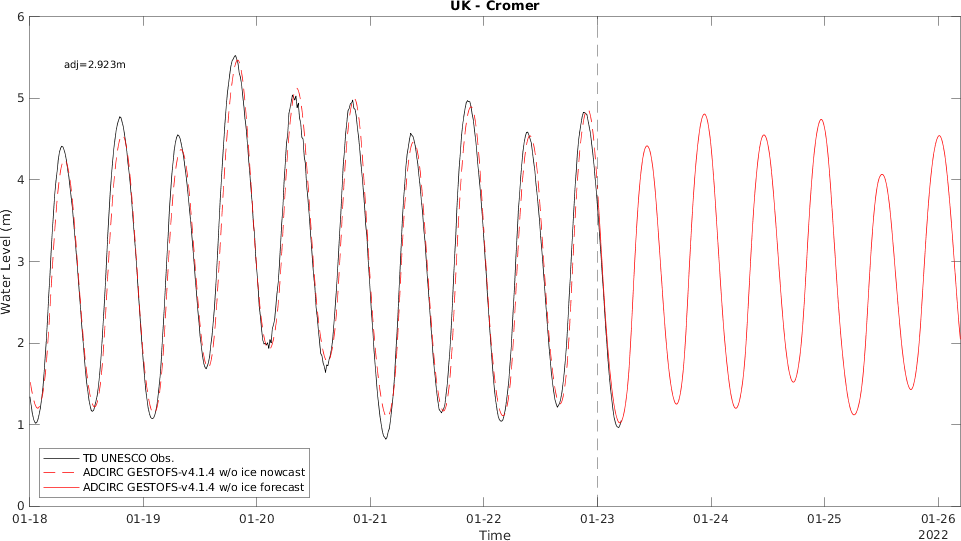 UK - Cromer
6
adj=2.923m
5
4
3
2
1
0
Water Level (m)
TD UNESCO Obs.
ADCIRC GESTOFS-v4.1.4 w/o ice nowcast
ADCIRC GESTOFS-v4.1.4 w/o ice forecast
01-18 01-19 01-20 01-21 01-22 01-23 01-24 01-25 01-26
Time 2022